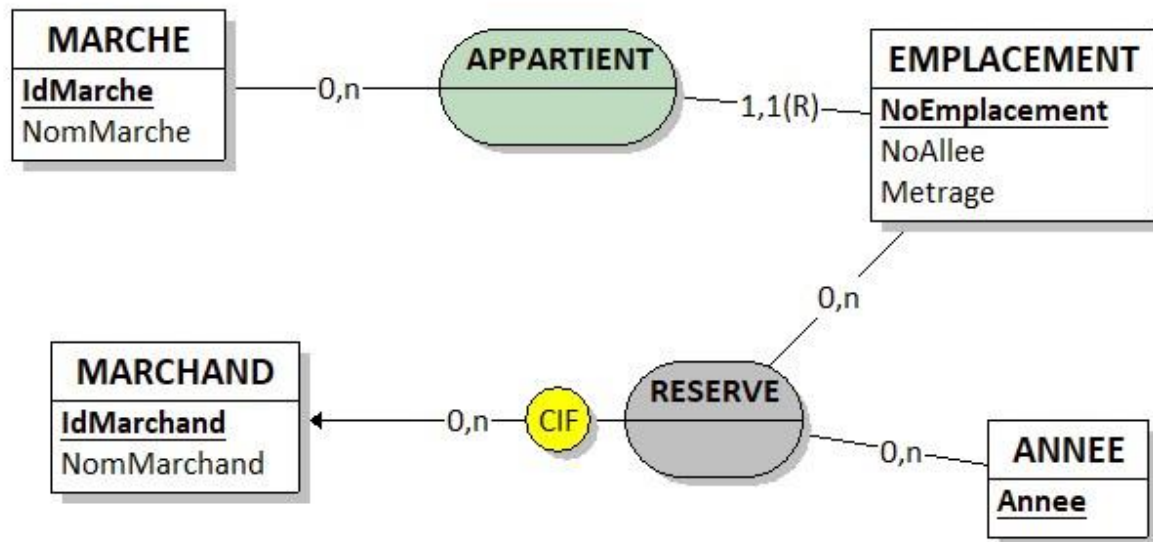 MARCHE
IdMarche
NomMarche
0,n
APPARTIENT
1,1(R)
EMPLACEMENT
NoEmplacement
NoAllee
Metrage
0,n
MARCHAND
IdMarchand
NomMarchand
0,n
CIF
RESERVE
0,n
ANNEE
Annee